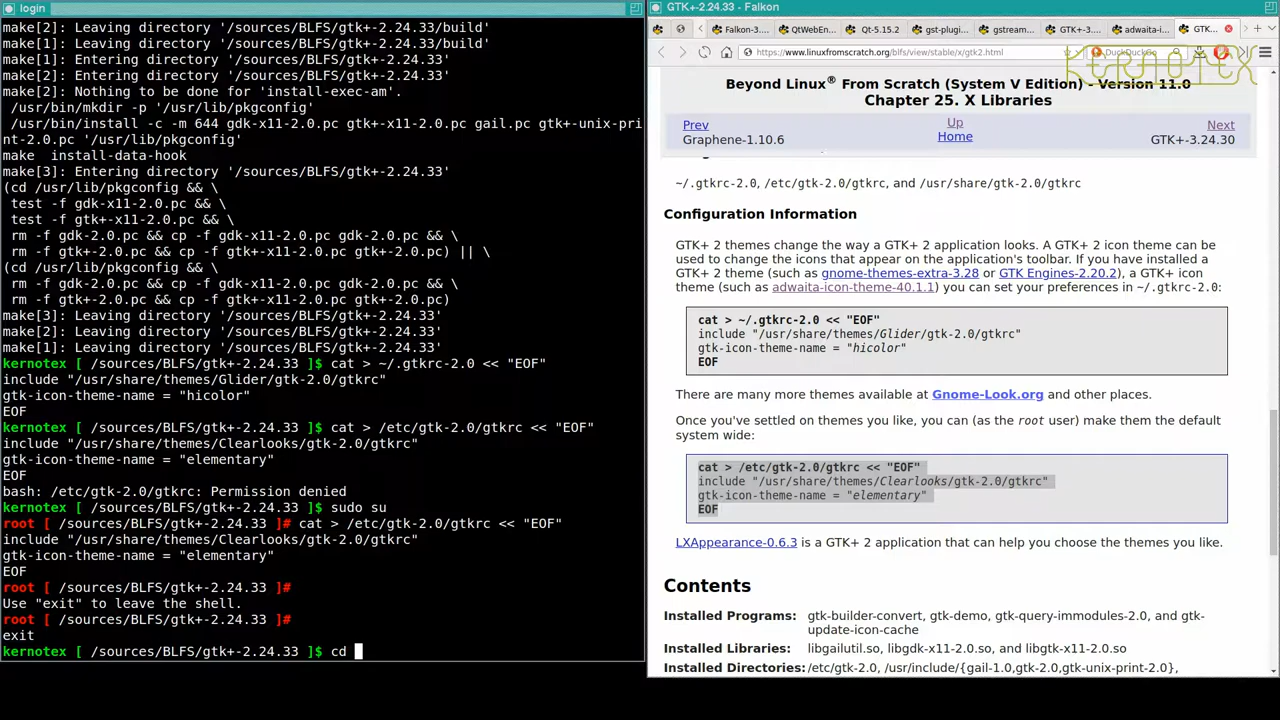 login
make[2]: Leaving directory '/sources/BLFS/gtk+-2.24.33/build'
make[1]: Leaving directory '/sources/BLFS/gtk+-2.24.33/build'
make[1]: Entering directory '/sources/BLFS/gtk+-2.24.33'
make[2]: Entering directory '/sources/BLFS/gtk+-2.24.33'
make[2]: Nothing to be done for 'install-exec-am'.
/usr/bin/mkdir -p '/usr/lib/pkgconfig'
/usr/bin/install -c -m 644 gdk-x11-2.0.pc gtk+-x11-2.0.pc gail.pc gtk+-unix-pri
nt-2.0.pc '/usr/lib/pkgconfig'
make  install-data-hook
make[3]: Entering directory '/sources/BLFS/gtk+-2.24.33'
(cd /usr/lib/pkgconfig && \
test -f gdk-x11-2.0.pc && \
test -f gtk+-x11-2.0.pc && \
rm -f gdk-2.0.pc && cp -f gdk-x11-2.0.pc gdk-2.0.pc && \
rm -f gtk+-2.0.pc && cp -f gtk+-x11-2.0.pc gtk+-2.0.pc) || \
(cd /usr/lib/pkgconfig && \
rm -f gdk-2.0.pc && cp -f gdk-x11-2.0.pc gdk-2.0.pc && \
rm -f gtk+-2.0.pc && cp -f gtk+-x11-2.0.pc gtk+-2.0.pc)
make[3]: Leaving directory '/sources/BLFS/gtk+-2.24.33'
make[2]: Leaving directory '/sources/BLFS/gtk+-2.24.33'
make[1]: Leaving directory '/sources/BLFS/gtk+-2.24.33'
kernotex [ /sources/BLFS/gtk+-2.24.33 ]$ cat > ~/.gtkrc-2.0 << "EOF"
include "/usr/share/themes/Glider/gtk-2.0/gtkrc"
gtk-icon-theme-name = "hicolor"
EOF
kernotex [ /sources/BLFS/gtk+-2.24.33 ]$ cat > /etc/gtk-2.0/gtkrc << "EOF"
include "/usr/share/themes/Clearlooks/gtk-2.0/gtkrc"
gtk-icon-theme-name = "elementary"
EOF
bash: /etc/gtk-2.0/gtkrc: Permission denied
kernotex [ /sources/BLFS/gtk+-2.24.33 ]$ sudo su
root [ /sources/BLFS/gtk+-2.24.33 ]# cat > /etc/gtk-2.0/gtkrc << "EOF"
include "/usr/share/themes/Clearlooks/gtk-2.0/gtkrc"
gtk-icon-theme-name = "elementary"
EOF
root [ /sources/BLFS/gtk+-2.24.33 ]#
Use "exit" to leave the shell.
root [ /sources/BLFS/gtk+-2.24.33 ]#
exit
kernotex [ /sources/BLFS/gtk+-2.24.33 ]$ cd
GTK+-2.24.33 - Falkon
Falkon-3.... QtWebEn... Qt-5.15.2 gst-plugin... gstream... GTK+-3.... adwaita-i... GTK...
https://www.linuxfromscratch.org/blfs/view/stable/x/gtk2.html DuckDuckGo
KERNOTEX
Beyond Linux® From Scratch (System V Edition) - Version 11.0
Chapter 25. X Libraries
Prev Up Next
Graphene-1.10.6 Home GTK+-3.24.30
~/.gtkrc-2.0, /etc/gtk-2.0/gtkrc, and /usr/share/gtk-2.0/gtkrc
Configuration Information
GTK+ 2 themes change the way a GTK+ 2 application looks. A GTK+ 2 icon theme can be
used to change the icons that appear on the application's toolbar. If you have installed a
GTK+ 2 theme (such as gnome-themes-extra-3.28 or GTK Engines-2.20.2), a GTK+ icon
theme (such as adwaita-icon-theme-40.1.1) you can set your preferences in ~/.gtkrc-2.0:
cat > ~/.gtkrc-2.0 << "EOF"
include "/usr/share/themes/Glider/gtk-2.0/gtkrc"
gtk-icon-theme-name = "hicolor"
EOF
There are many more themes available at Gnome-Look.org and other places.
Once you've settled on themes you like, you can (as the root user) make them the default
system wide:
cat > /etc/gtk-2.0/gtkrc << "EOF"
include "/usr/share/themes/Clearlooks/gtk-2.0/gtkrc"
gtk-icon-theme-name = "elementary"
EOF
LXAppearance-0.6.3 is a GTK+ 2 application that can help you choose the themes you like.
Contents
Installed Programs: gtk-builder-convert, gtk-demo, gtk-query-immodules-2.0, and gtk-
update-icon-cache
Installed Libraries: libgailutil.so, libgdk-x11-2.0.so, and libgtk-x11-2.0.so
Installed Directories: /etc/gtk-2.0, /usr/include/{gail-1.0,gtk-2.0,gtk-unix-print-2.0},